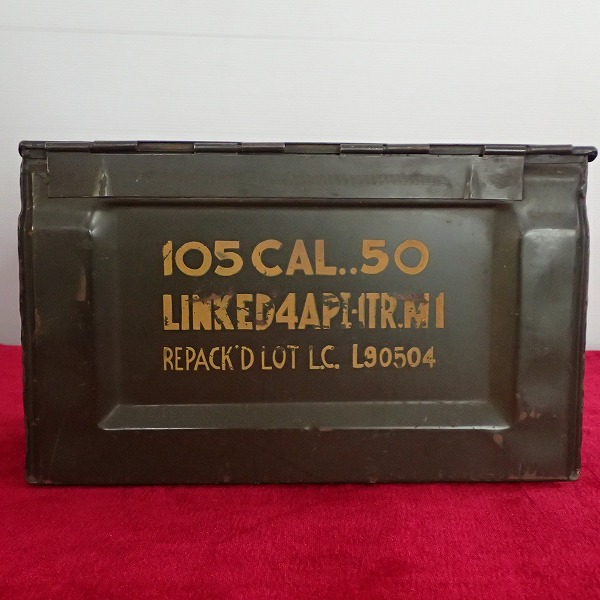 105 CAL..50
LINKED4API-1TR.M1
REPACK'D LOT L.C. L90504